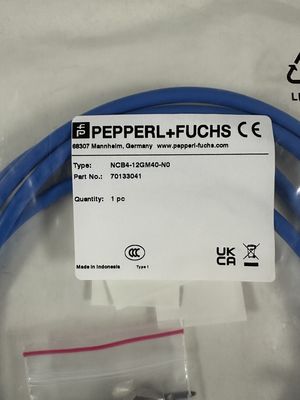 PEPPERL+FUCHS CE
68307 Mannheim, Germany www.pepperl-fuchs.com
Type: NCB4-12GM40-N0
Part No.: 70133041
Quantity: 1 pc
CCC
UK
CA
Made in Indonesia Type 1